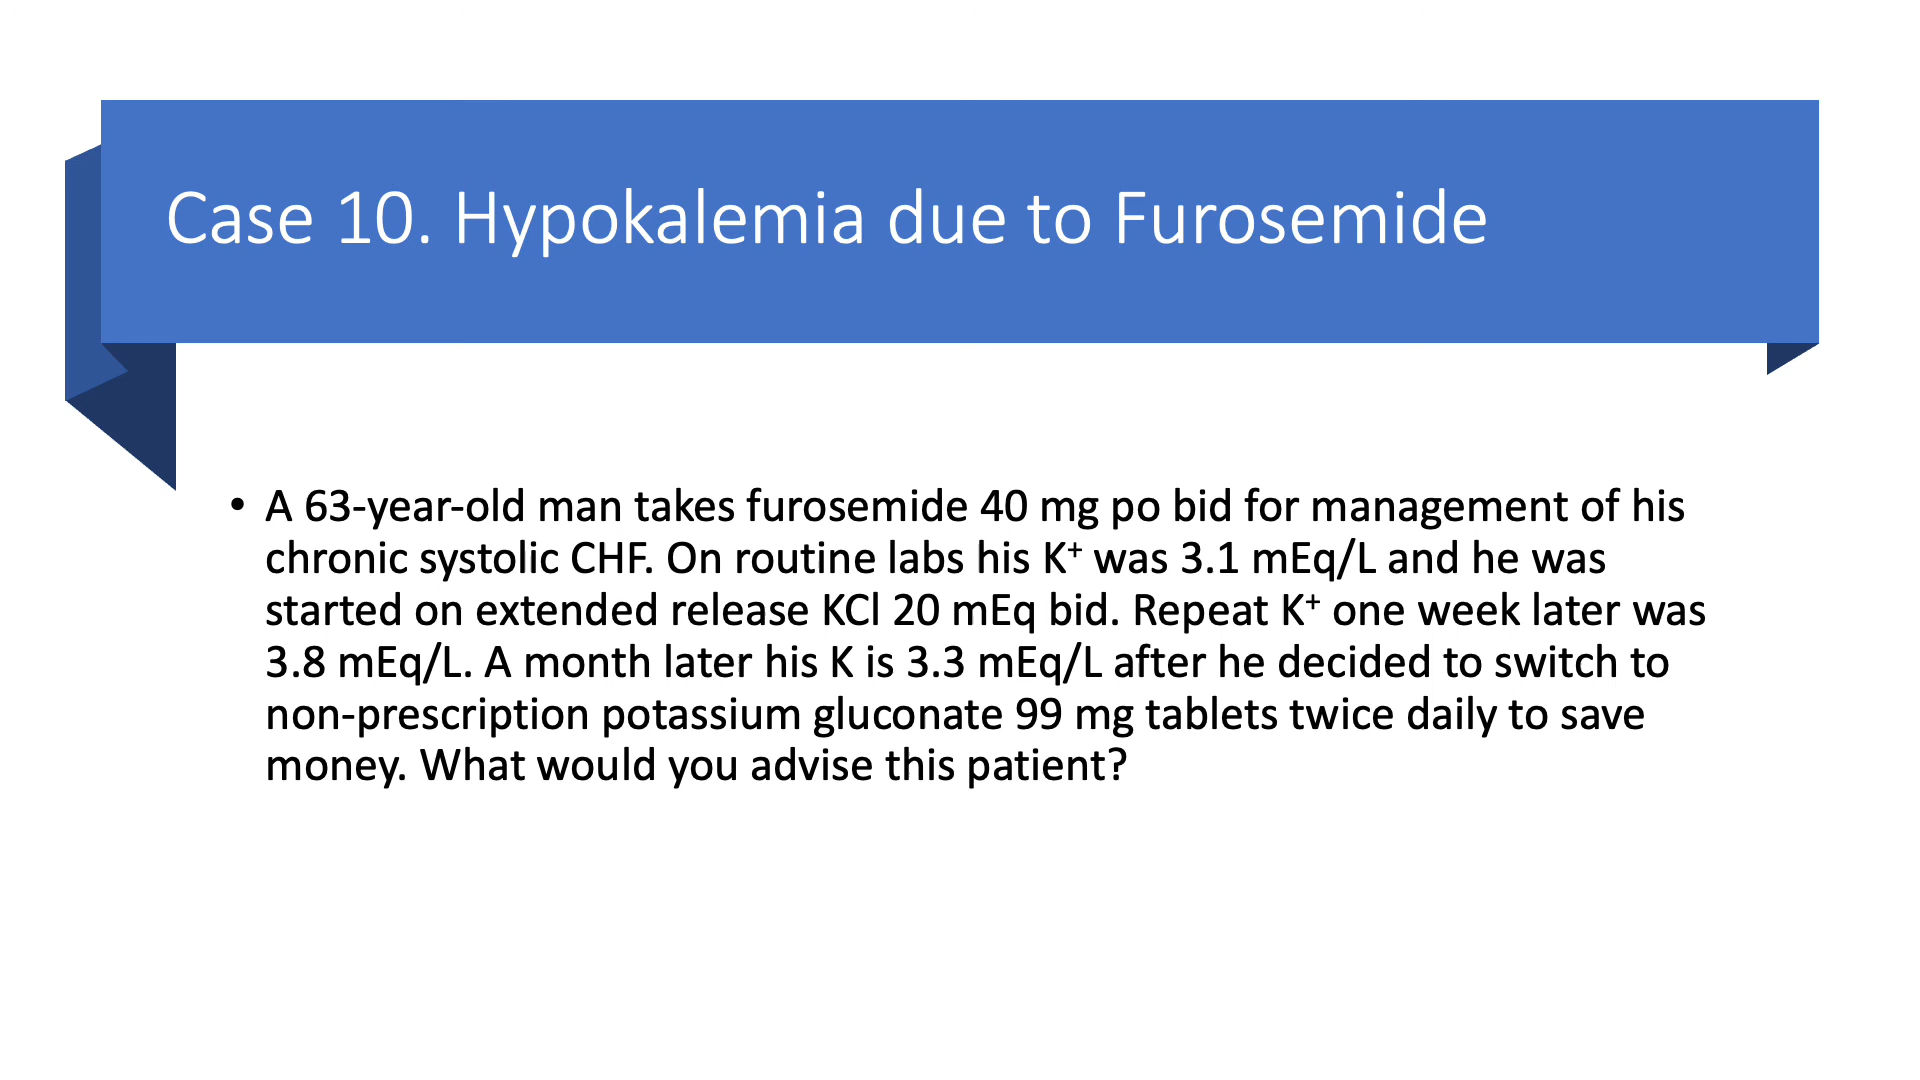 Case 10. Hypokalemia due to Furosemide
• A 63-year-old man takes furosemide 40 mg po bid for management of his
chronic systolic CHF. On routine labs his K⁺ was 3.1 mEq/L and he was
started on extended release KCl 20 mEq bid. Repeat K⁺ one week later was
3.8 mEq/L. A month later his K is 3.3 mEq/L after he decided to switch to
non-prescription potassium gluconate 99 mg tablets twice daily to save
money. What would you advise this patient?